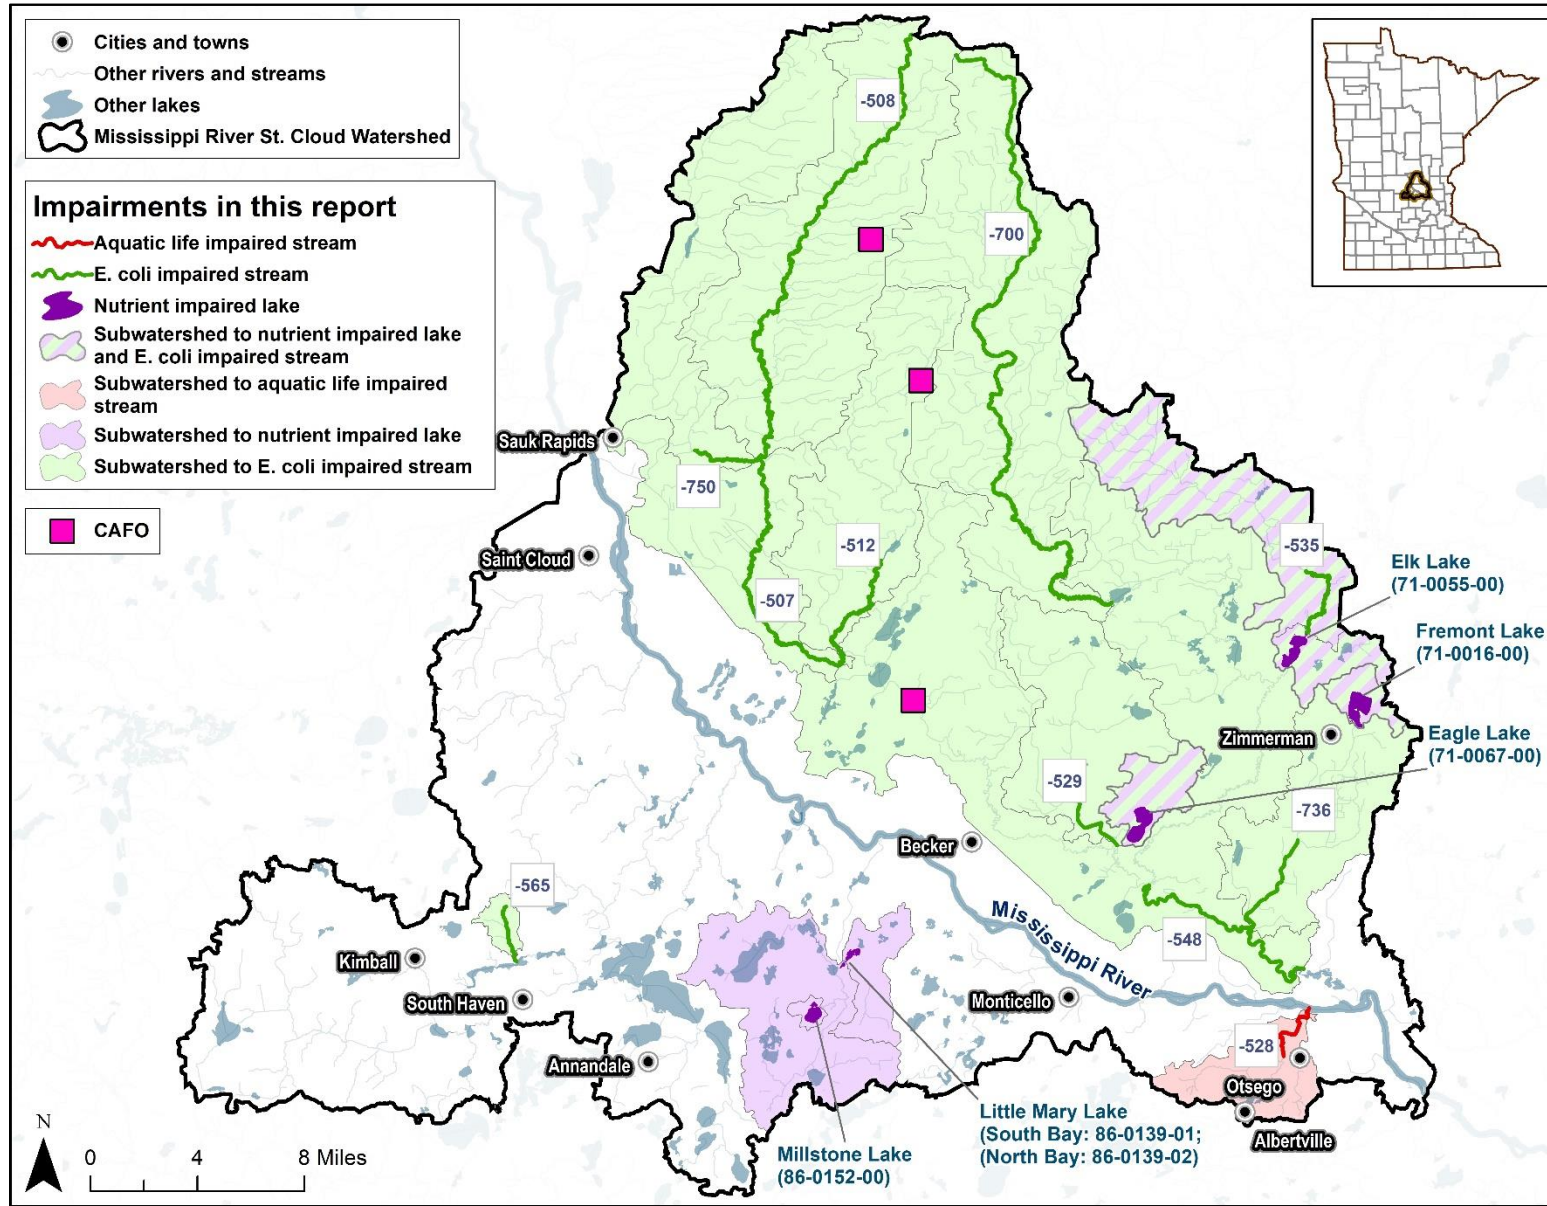 Cities and towns
Other rivers and streams
Other lakes
Mississippi River St. Cloud Watershed
Impairments in this report
Aquatic life impaired stream
E. coli impaired stream
Nutrient impaired lake
Subwatershed to nutrient impaired lake
and E. coli impaired stream
Subwatershed to aquatic life impaired
stream
Subwatershed to nutrient impaired lake
Subwatershed to E. coli impaired stream
CAFO
-508
-700
Sauk Rapids
-750
-512
-535
Saint Cloud
Elk Lake
(71-0055-00)
-507
Fremont Lake
(71-0016-00)
Zimmerman
Eagle Lake
(71-0067-00)
-529
-736
Becker
-565
Mississippi River
-548
Kimball
South Haven
Monticello
-528
Annandale
Otsego
Albertville
Little Mary Lake
(South Bay: 86-0139-01;
(North Bay: 86-0139-02)
Millstone Lake
(86-0152-00)
N
0 4 8 Miles